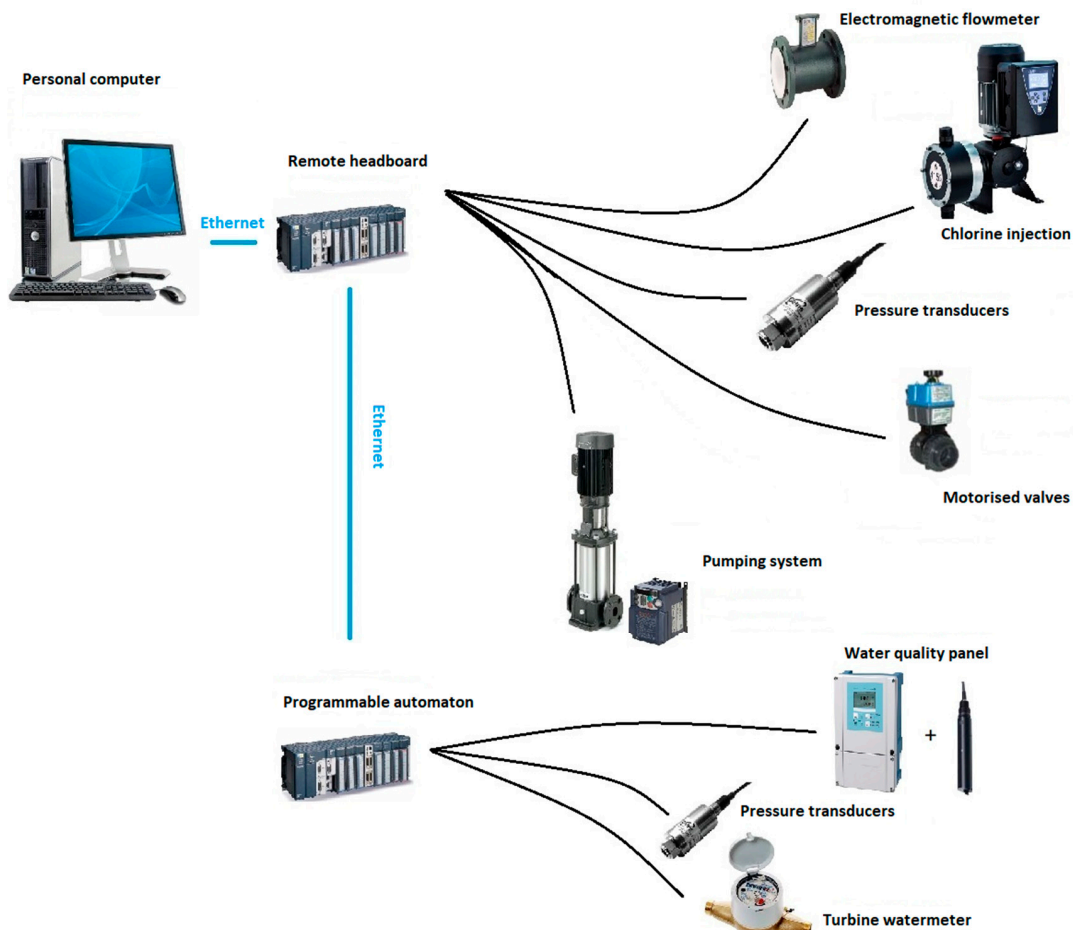 Electromagnetic flowmeter
Personal computer
Remote headboard
Ethernet
Chlorine injection
Pressure transducers
Ethernet
Motorised valves
Pumping system
Water quality panel
Programmable automaton
+
Pressure transducers
Turbine watermeter